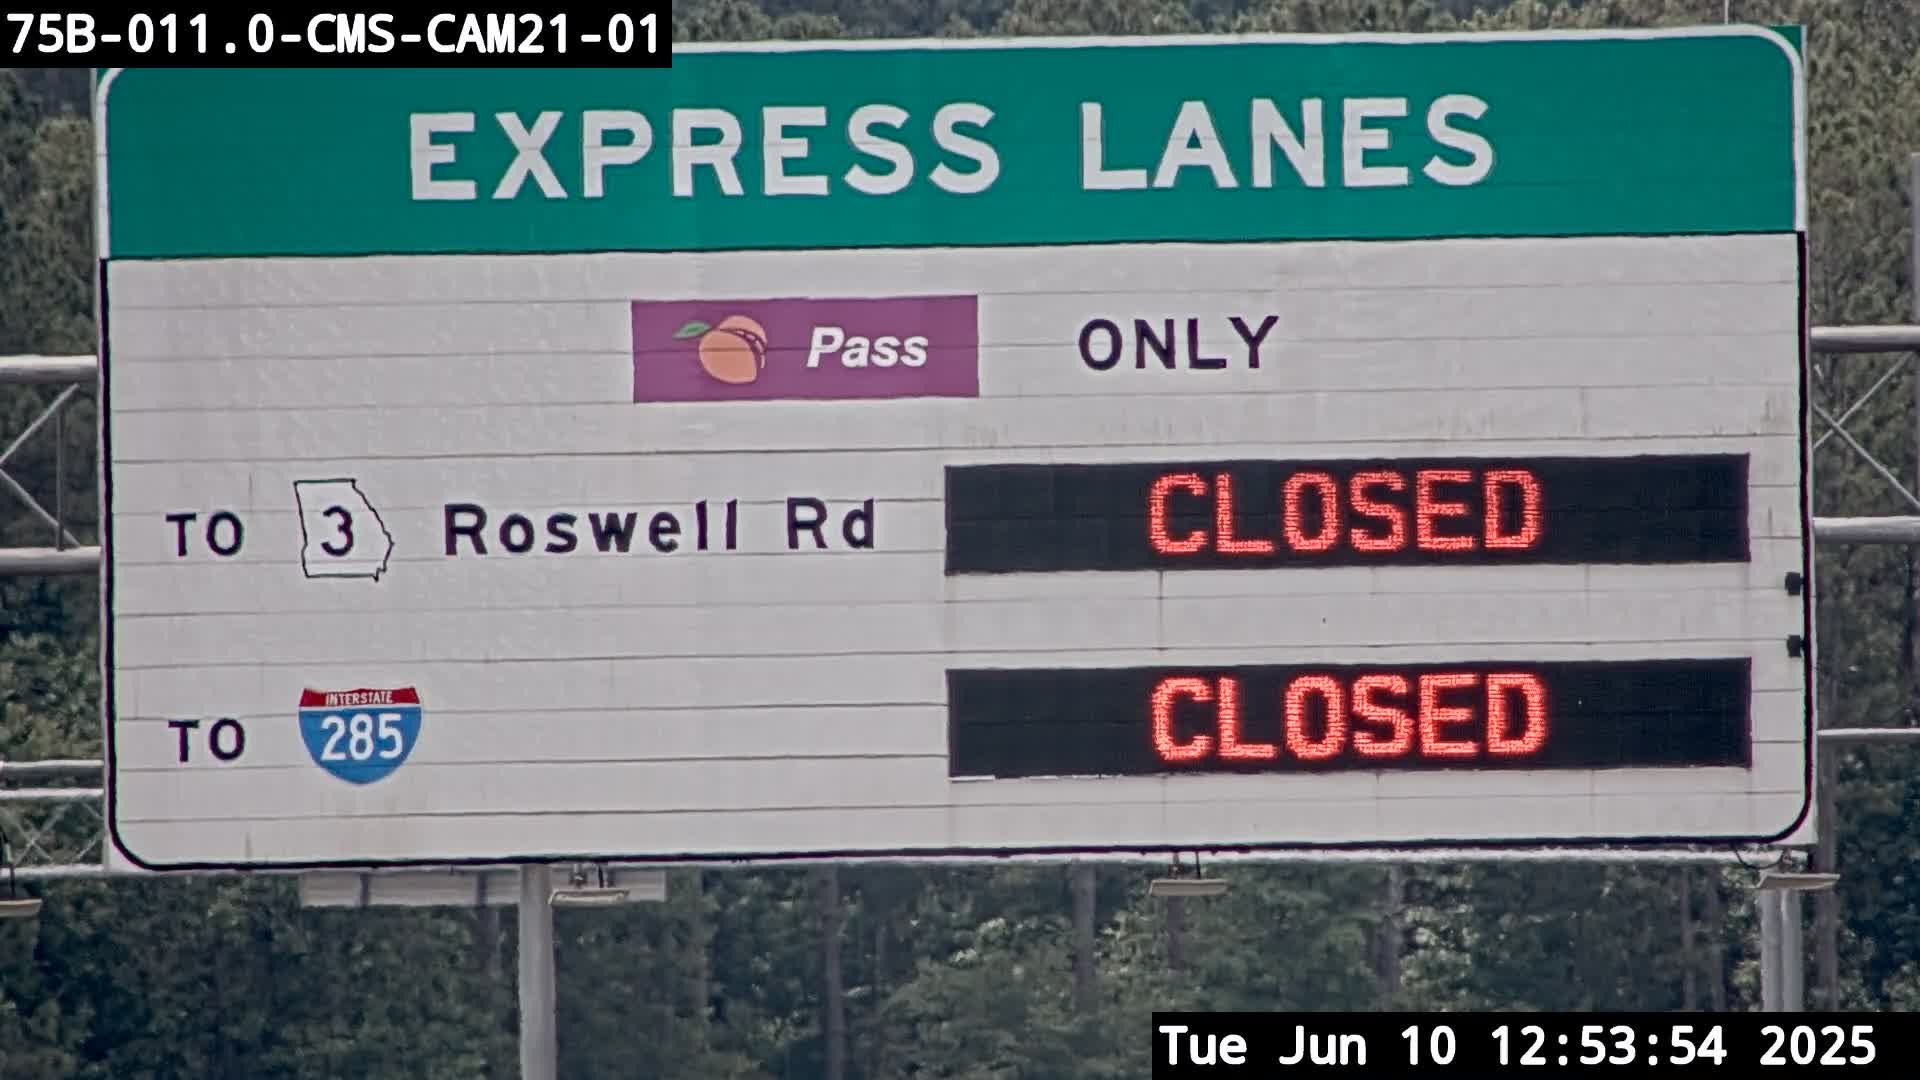 75B-011.0-CMS-CAM21-01
EXPRESS LANES
Pass ONLY
TO 3 Roswell Rd CLOSED
INTERSTATE
TO 285 CLOSED
Tue Jun 10 12:53:54 2025